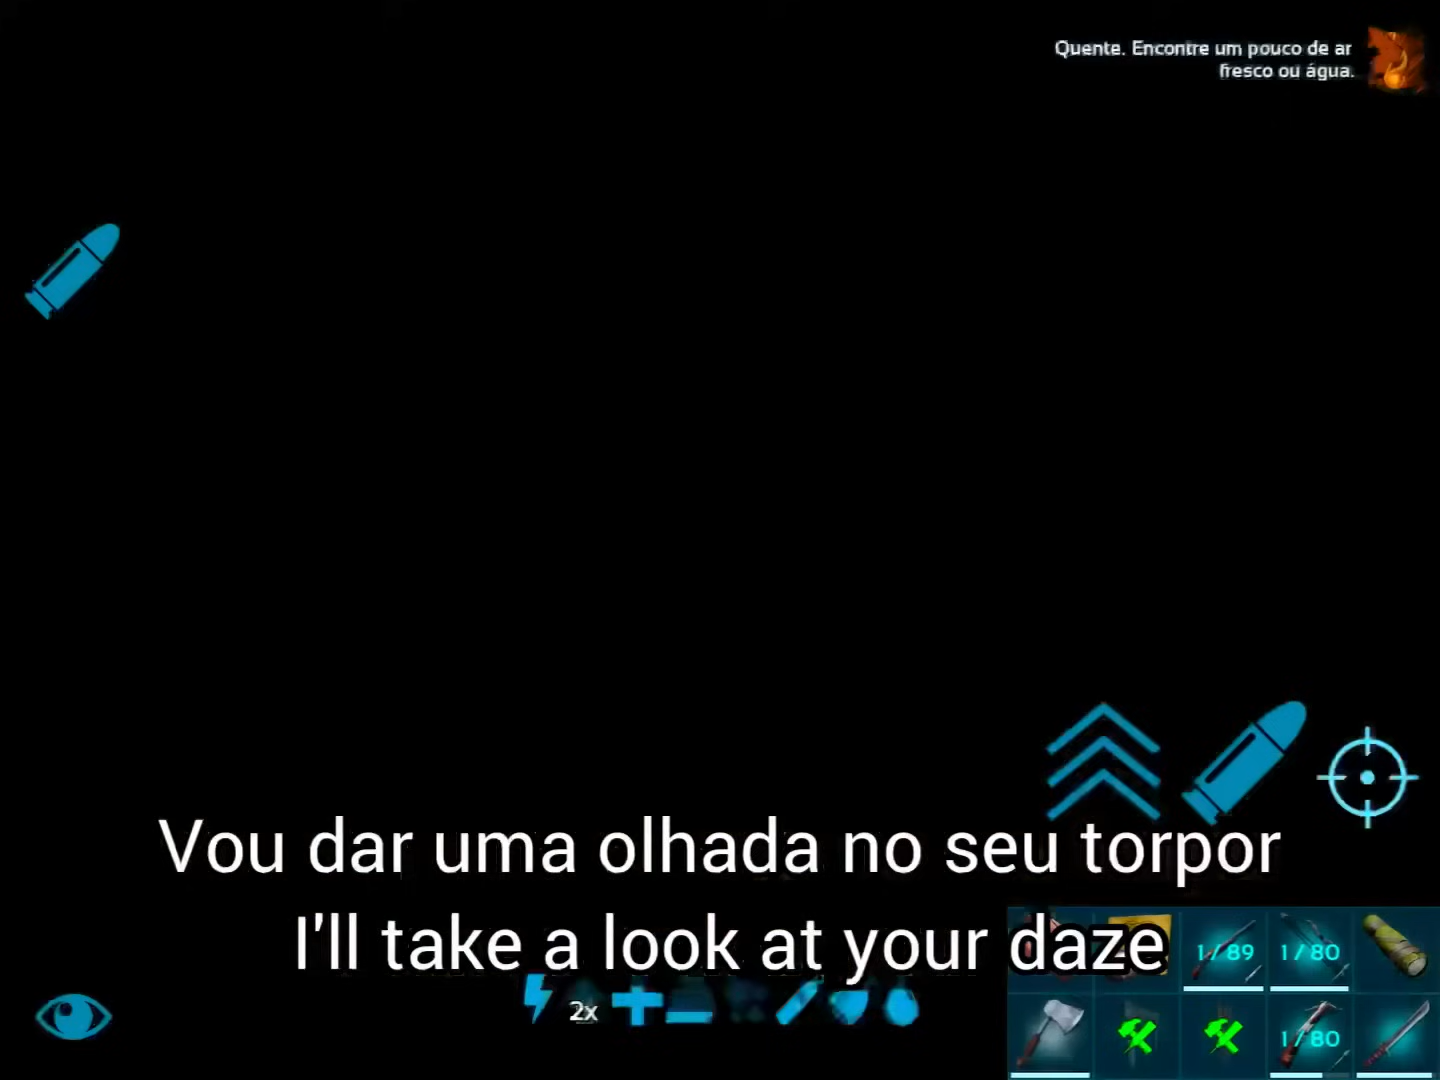 Quente. Encontre um pouco de ar
fresco ou água.
Vou dar uma olhada no seu torpor
I'll take a look at your daze
1/89
1/80
2x
1/80